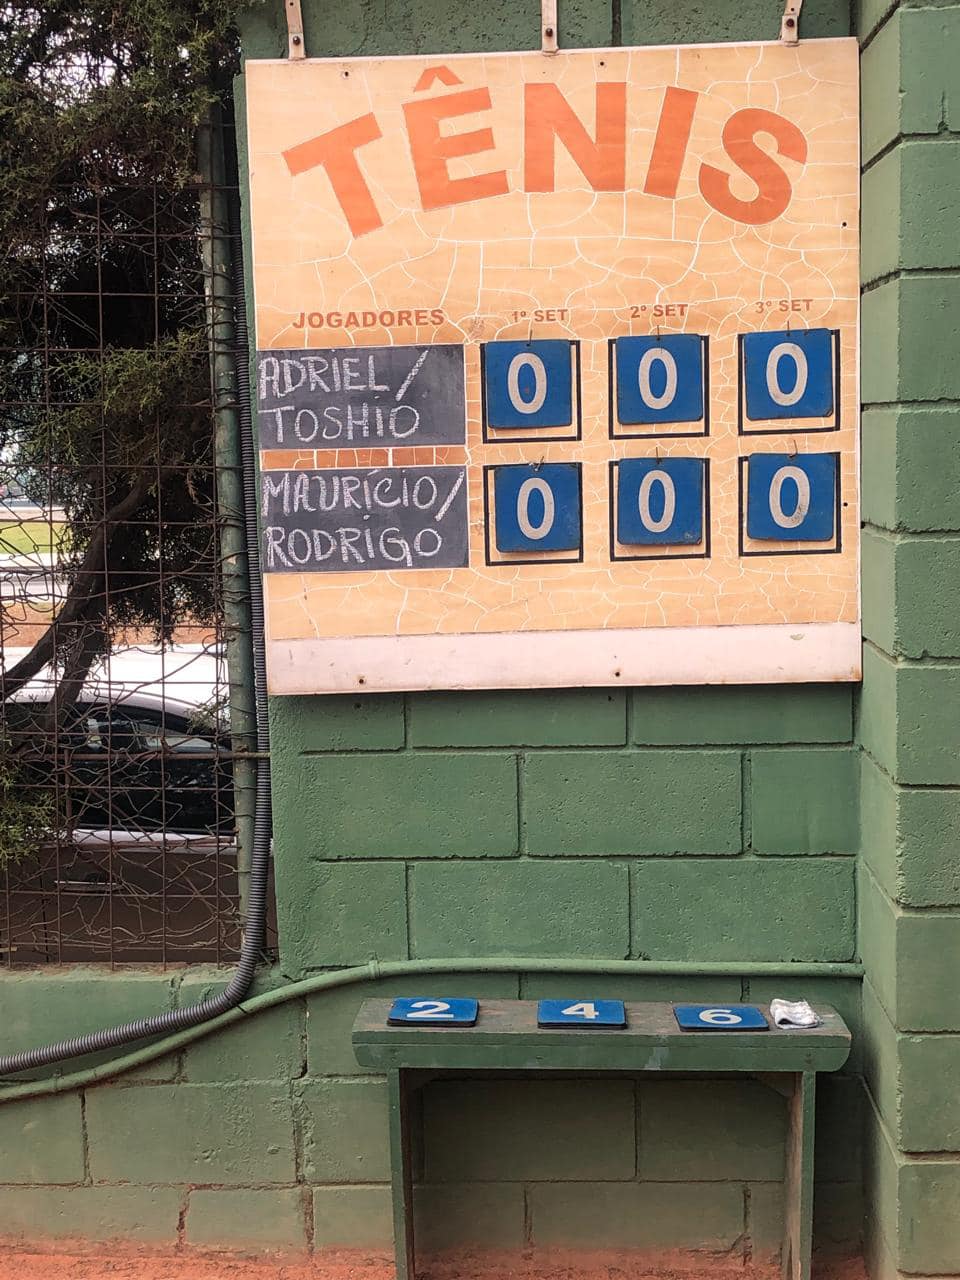 TÊNIS
JOGADORES 1º SET 2º SET 3º SET
ADRIEL /
TOSHIO
0 0 0
MAURÍCIO /
RODRIGO
0 0 0
2 4 6